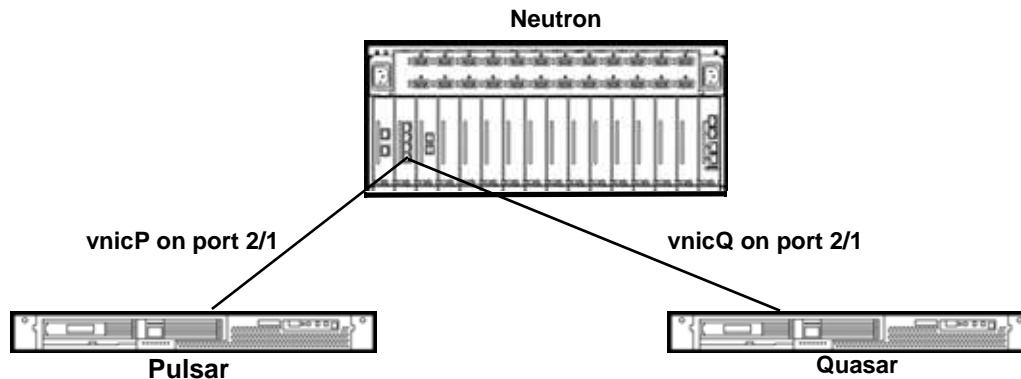 Neutron
vnicP on port 2/1
vnicQ on port 2/1
Pulsar
Quasar